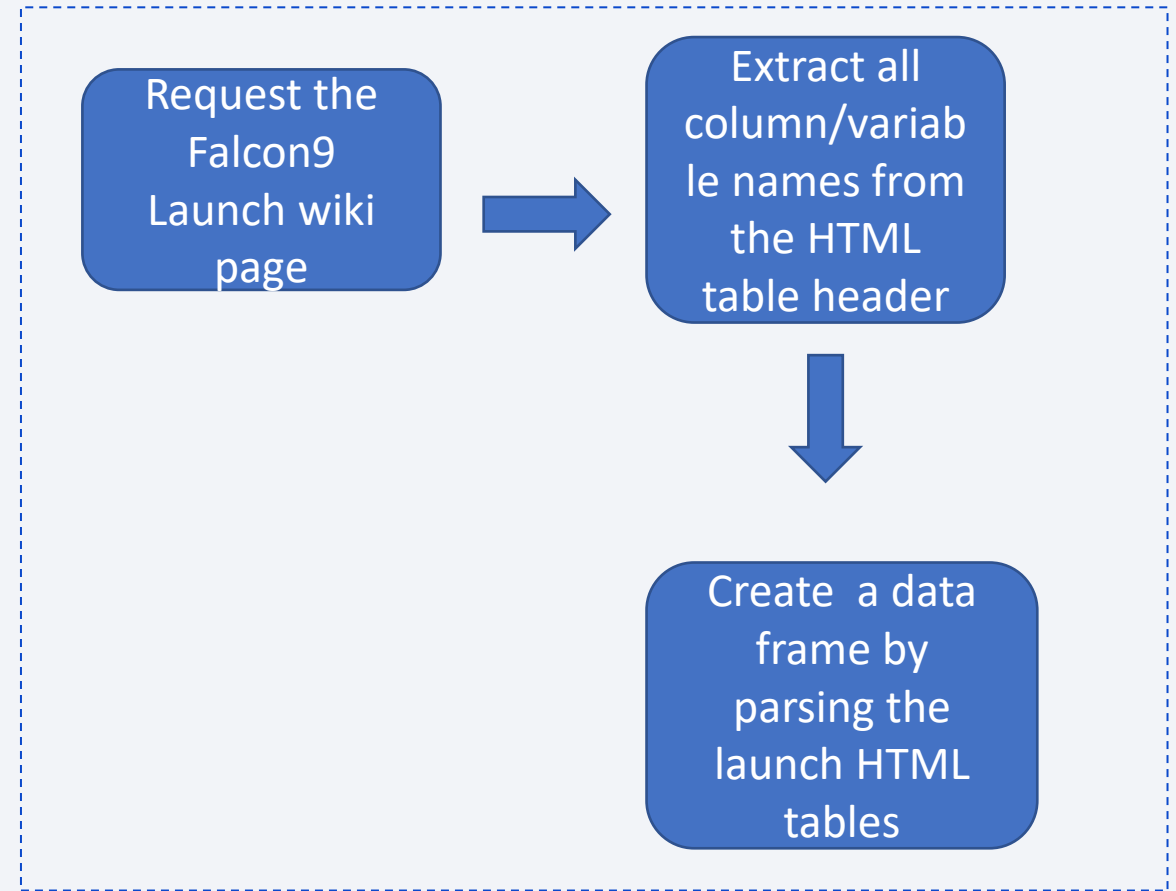 Request the
Falcon9
Launch wiki
page
Extract all
column/variab
le names from
the HTML
table header
Create  a data
frame by
parsing the
launch HTML
tables